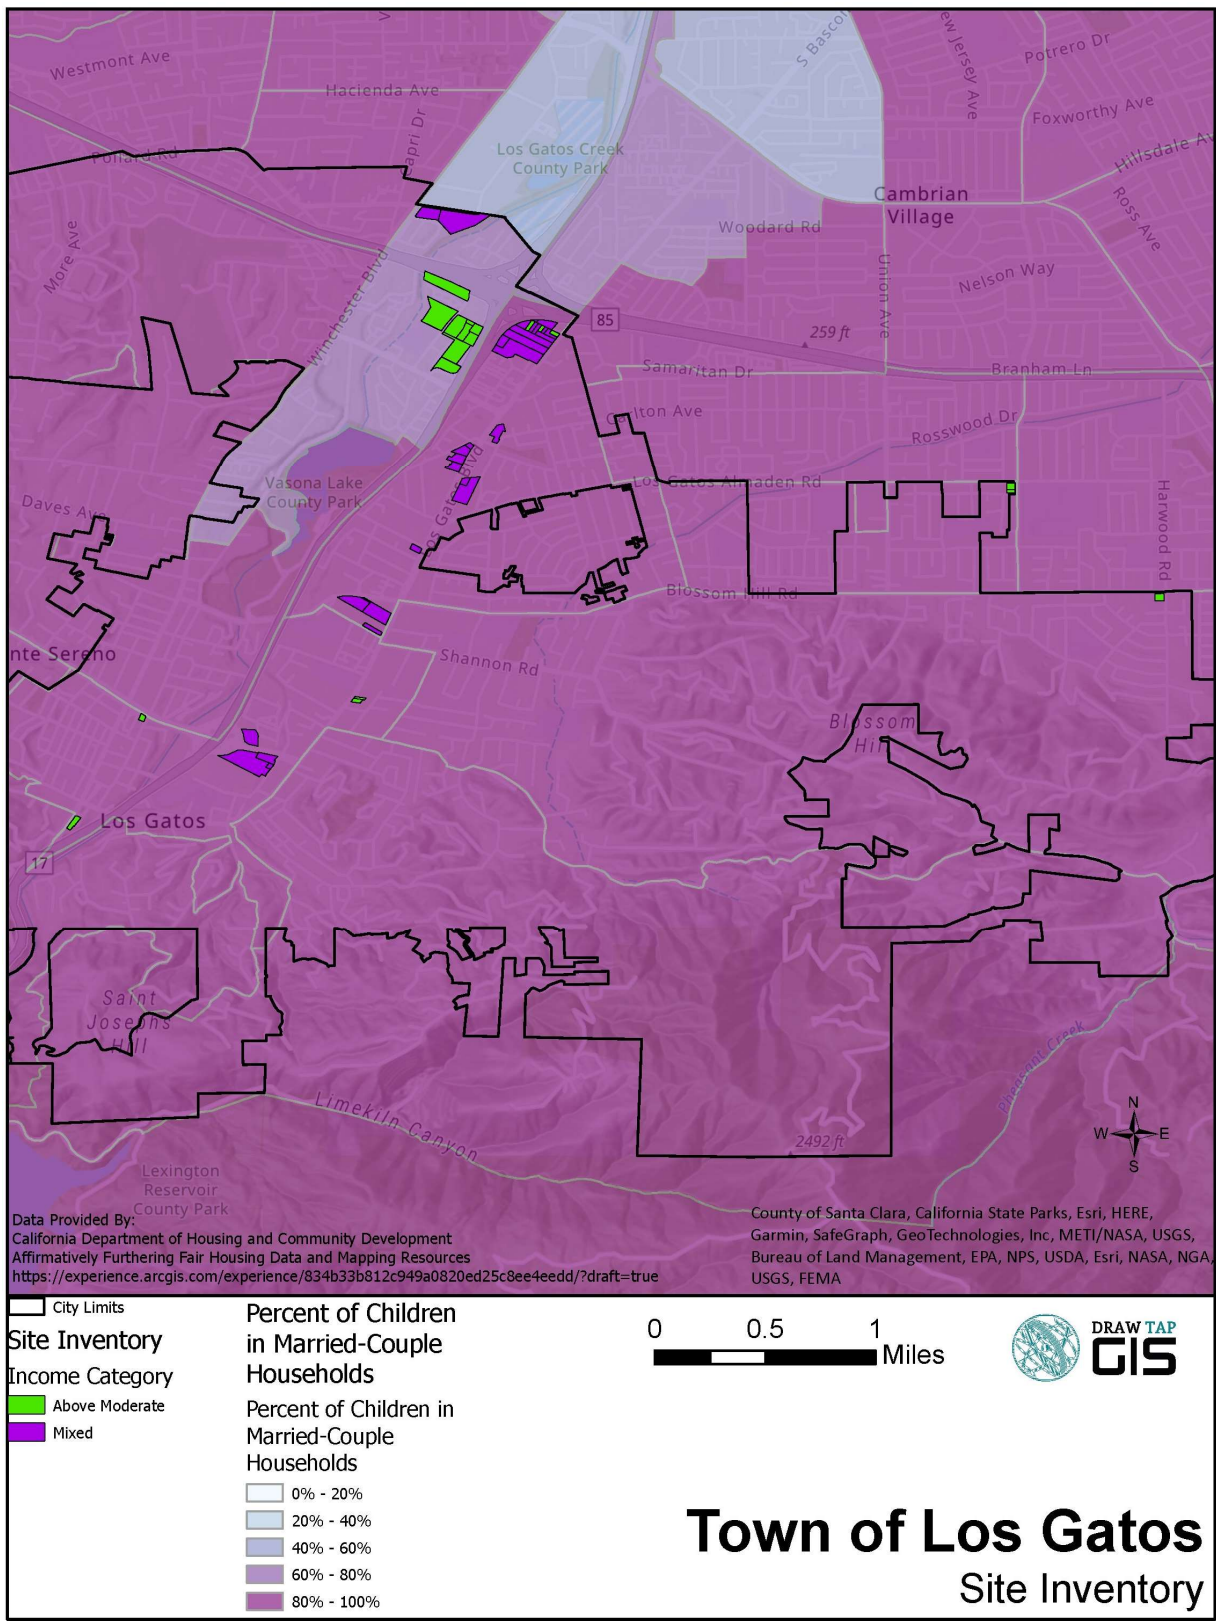 Westmont Ave
Hacienda Ave
S Basco
ew Jersey Ave
Potrero Dr
Foxworthy Ave
Hillsdale Av
Pollard Rd
Capri Dr
Los Gatos Creek
County Park
Cambrian
Village
Ross Ave
Woodard Rd
More Ave
Winchester Blvd
Union Ave
Nelson Way
85
259 ft
Samaritan Dr
Branham Ln
Carlton Ave
Rosswood Dr
Vasona Lake
County Park
Los Gatos Blvd
Los Gatos Almaden Rd
Daves Ave
Harwood Rd
Blossom Hill Rd
nte Sereno
Shannon Rd
Blossom
Hill
Los Gatos
17
Saint
Josephs
Hill
Limekiln Canyon
Pheasant Creek
2492 ft
N
W
E
S
Lexington
Reservoir
County Park
Data Provided By:
California Department of Housing and Community Development
Affirmatively Furthering Fair Housing Data and Mapping Resources
https://experience.arcgis.com/experience/834b33b812c949a0820ed25c8ee4eedd/?draft=true
County of Santa Clara, California State Parks, Esri, HERE,
Garmin, SafeGraph, GeoTechnologies, Inc, METI/NASA, USGS,
Bureau of Land Management, EPA, NPS, USDA, Esri, NASA, NGA,
USGS, FEMA
City Limits
Site Inventory
Income Category
Above Moderate
Mixed
Percent of Children
in Married-Couple
Households
Percent of Children in
Married-Couple
Households
0% - 20%
20% - 40%
40% - 60%
60% - 80%
80% - 100%
0 0.5 1
Miles
DRAW TAP
GIS
Town of Los Gatos
Site Inventory